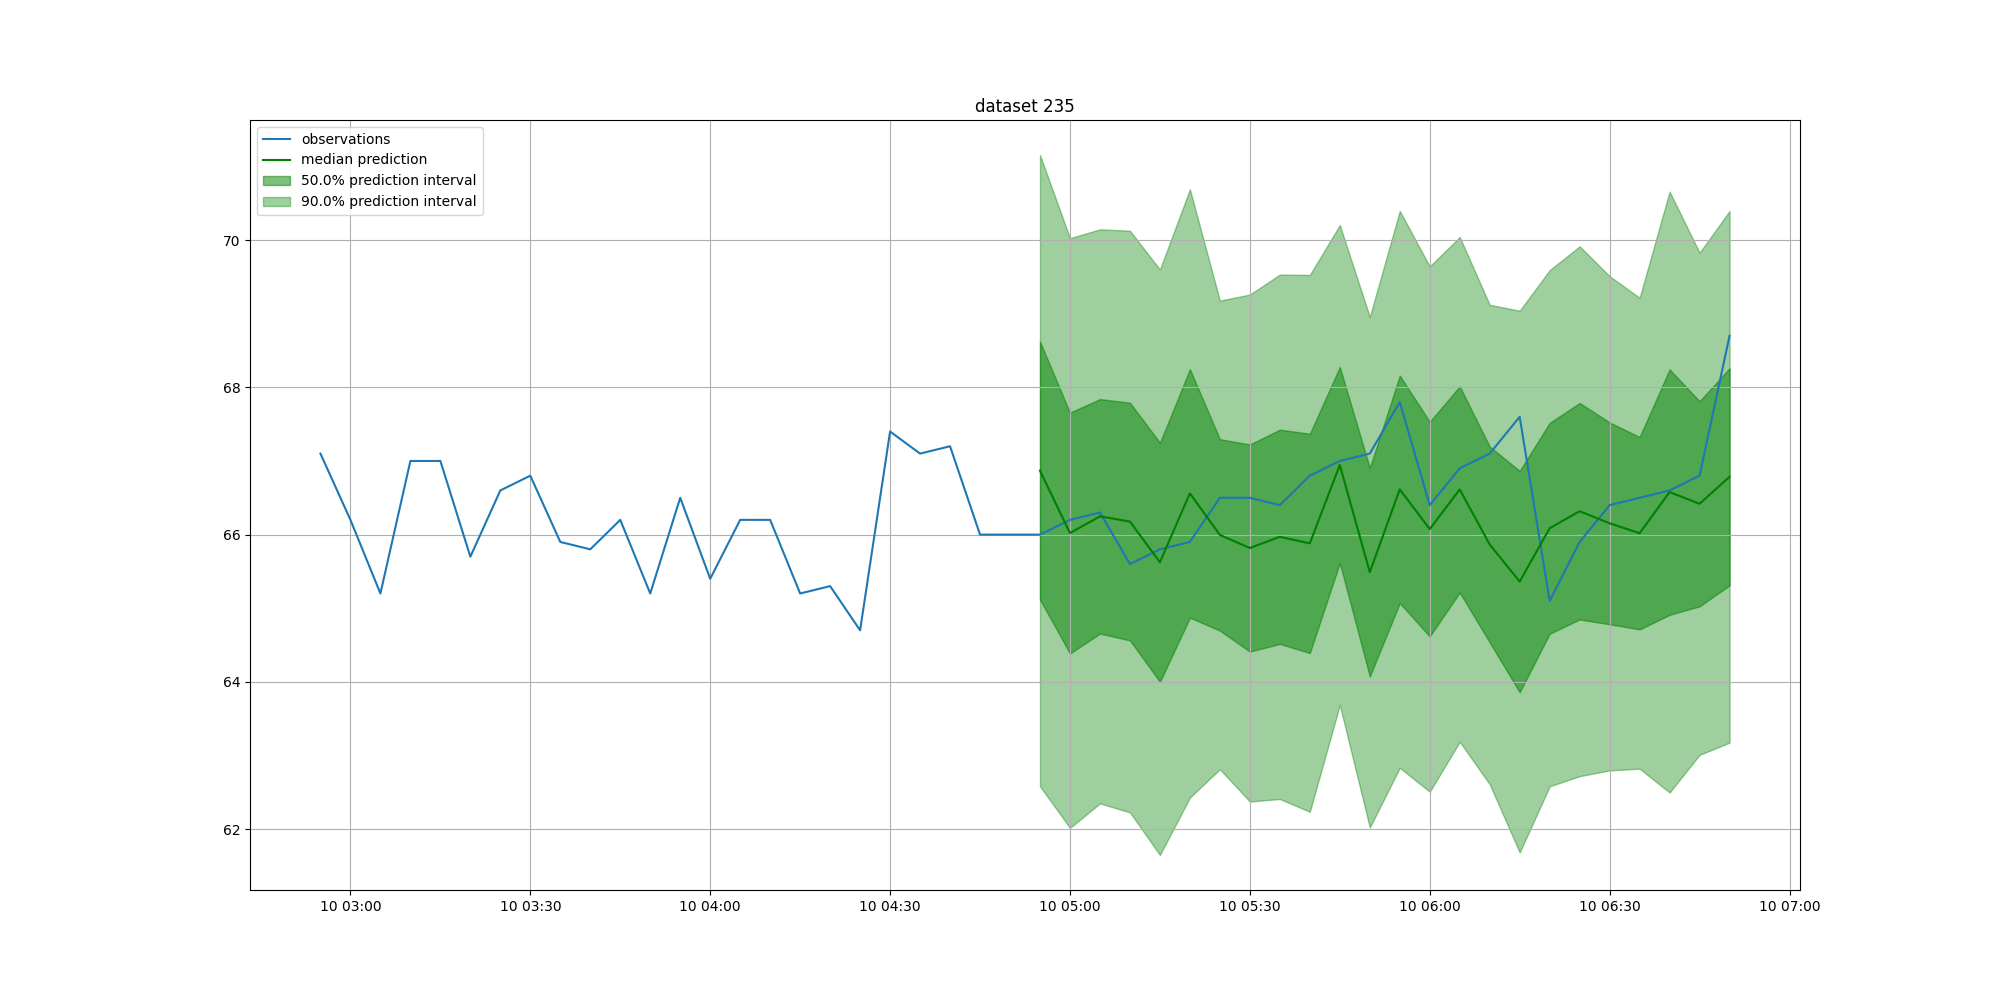 dataset 235
observations
median prediction
50.0% prediction interval
90.0% prediction interval
70
68
66
64
62
10 03:00 10 03:30 10 04:00 10 04:30 10 05:00 10 05:30 10 06:00 10 06:30 10 07:00